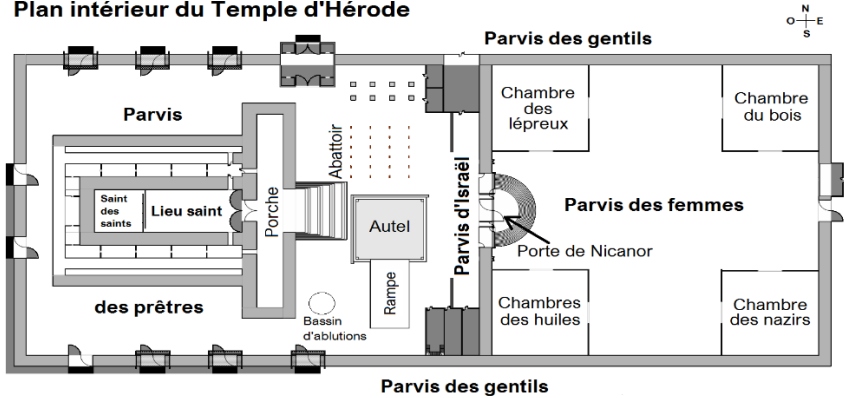 Plan intérieur du Temple d'Hérode
N
O E
S
Parvis des gentils
Chambre
des
lépreux
Chambre
du bois
Parvis
Abattoir
Saint
des
saints
Lieu saint
Porche
Autel
Parvis d'Israël
Parvis des femmes
Porte de Nicanor
Rampe
des prêtres
Bassin
d'ablutions
Chambres
des huiles
Chambre
des nazirs
Parvis des gentils